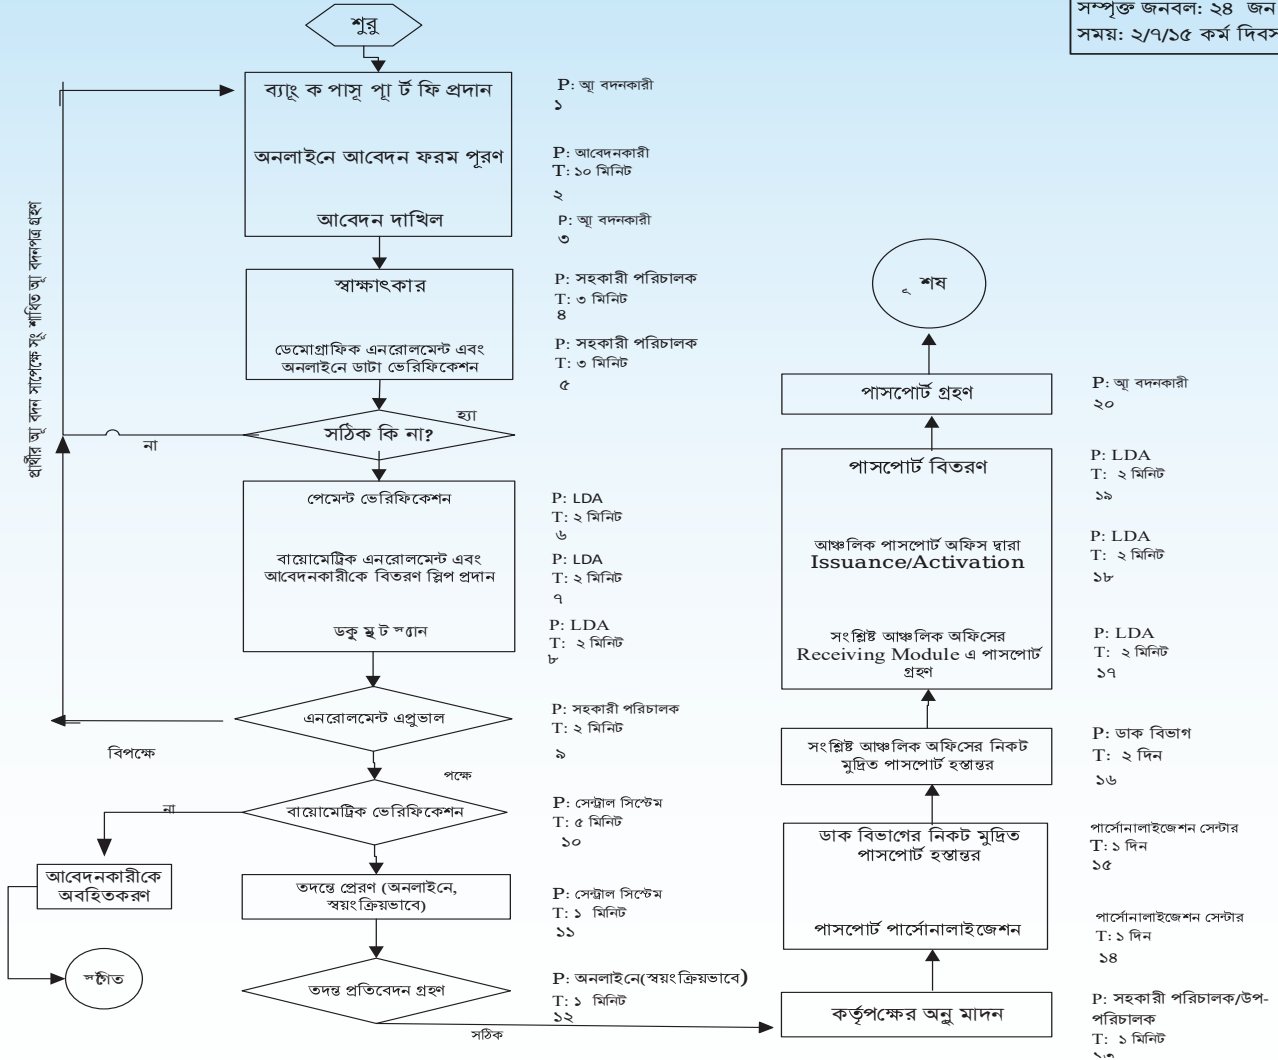 সম্পৃক্ত জনবল: ২৪ জন
সময়: ২/৭/১৫ কর্ম দিবস
শুরু
ব্যাংক পাসপোর্ট ফি প্রদান
P: আবেদনকারী
১
অনলাইনে আবেদন ফরম পূরণ
P: আবেদনকারী
T: ১০ মিনিট
২
আবেদন দাখিল
P: আবেদনকারী
৩
স্বাক্ষাৎকার
P: সহকারী পরিচালক
T: ৩ মিনিট
৪
ডেমোগ্রাফিক এনরোলমেন্ট এবং
অনলাইনে ডাটা ভেরিফিকেশন
P: সহকারী পরিচালক
T: ৩ মিনিট
৫
সঠিক কি না?
হ্যা
না
প্রার্থীর আবেদন সাপেক্ষে সংশোধিত আবেদনপত্র গ্রহণ
পেমেন্ট ভেরিফিকেশন
P: LDA
T: ২ মিনিট
৬
বায়োমেট্রিক এনরোলমেন্ট এবং
আবেদনকারীকে বিতরণ স্লিপ প্রদান
P: LDA
T: ২ মিনিট
৭
ডকুমেন্ট স্ক্যান
P: LDA
T: ২ মিনিট
৮
এনরোলমেন্ট এপ্রুভাল
P: সহকারী পরিচালক
T: ২ মিনিট
৯
বিপক্ষে
পক্ষে
বায়োমেট্রিক ভেরিফিকেশন
P: সেন্ট্রাল সিস্টেম
T: ৫ মিনিট
১০
না
আবেদনকারীকে
অবহিতকরণ
স্থগিত
তদন্তে প্রেরণ (অনলাইনে,
স্বয়ংক্রিয়ভাবে)
P: সেন্ট্রাল সিস্টেম
T: ১ মিনিট
১১
তদন্ত প্রতিবেদন গ্রহণ
P: অনলাইনে(স্বয়ংক্রিয়ভাবে)
T: ১ মিনিট
১২
সঠিক
কর্তৃপক্ষের অনুমোদন
P: সহকারী পরিচালক/উপ-
পরিচালক
T: ১ মিনিট
১৩
পাসপোর্ট পার্সোনালাইজেশন
পার্সোনালাইজেশন সেন্টার
T: ১ দিন
১৪
ডাক বিভাগের নিকট মুদ্রিত
পাসপোর্ট হস্তান্তর
পার্সোনালাইজেশন সেন্টার
T: ১ দিন
১৫
সংশ্লিষ্ট আঞ্চলিক অফিসের নিকট
মুদ্রিত পাসপোর্ট হস্তান্তর
P: ডাক বিভাগ
T: ২ দিন
১৬
সংশ্লিষ্ট আঞ্চলিক অফিসের
Receiving Module এ পাসপোর্ট
গ্রহণ
P: LDA
T: ২ মিনিট
১৭
আঞ্চলিক পাসপোর্ট অফিস দ্বারা
Issuance/Activation
P: LDA
T: ২ মিনিট
১৮
পাসপোর্ট বিতরণ
P: LDA
T: ২ মিনিট
১৯
পাসপোর্ট গ্রহণ
P: আবেদনকারী
২০
শেষ